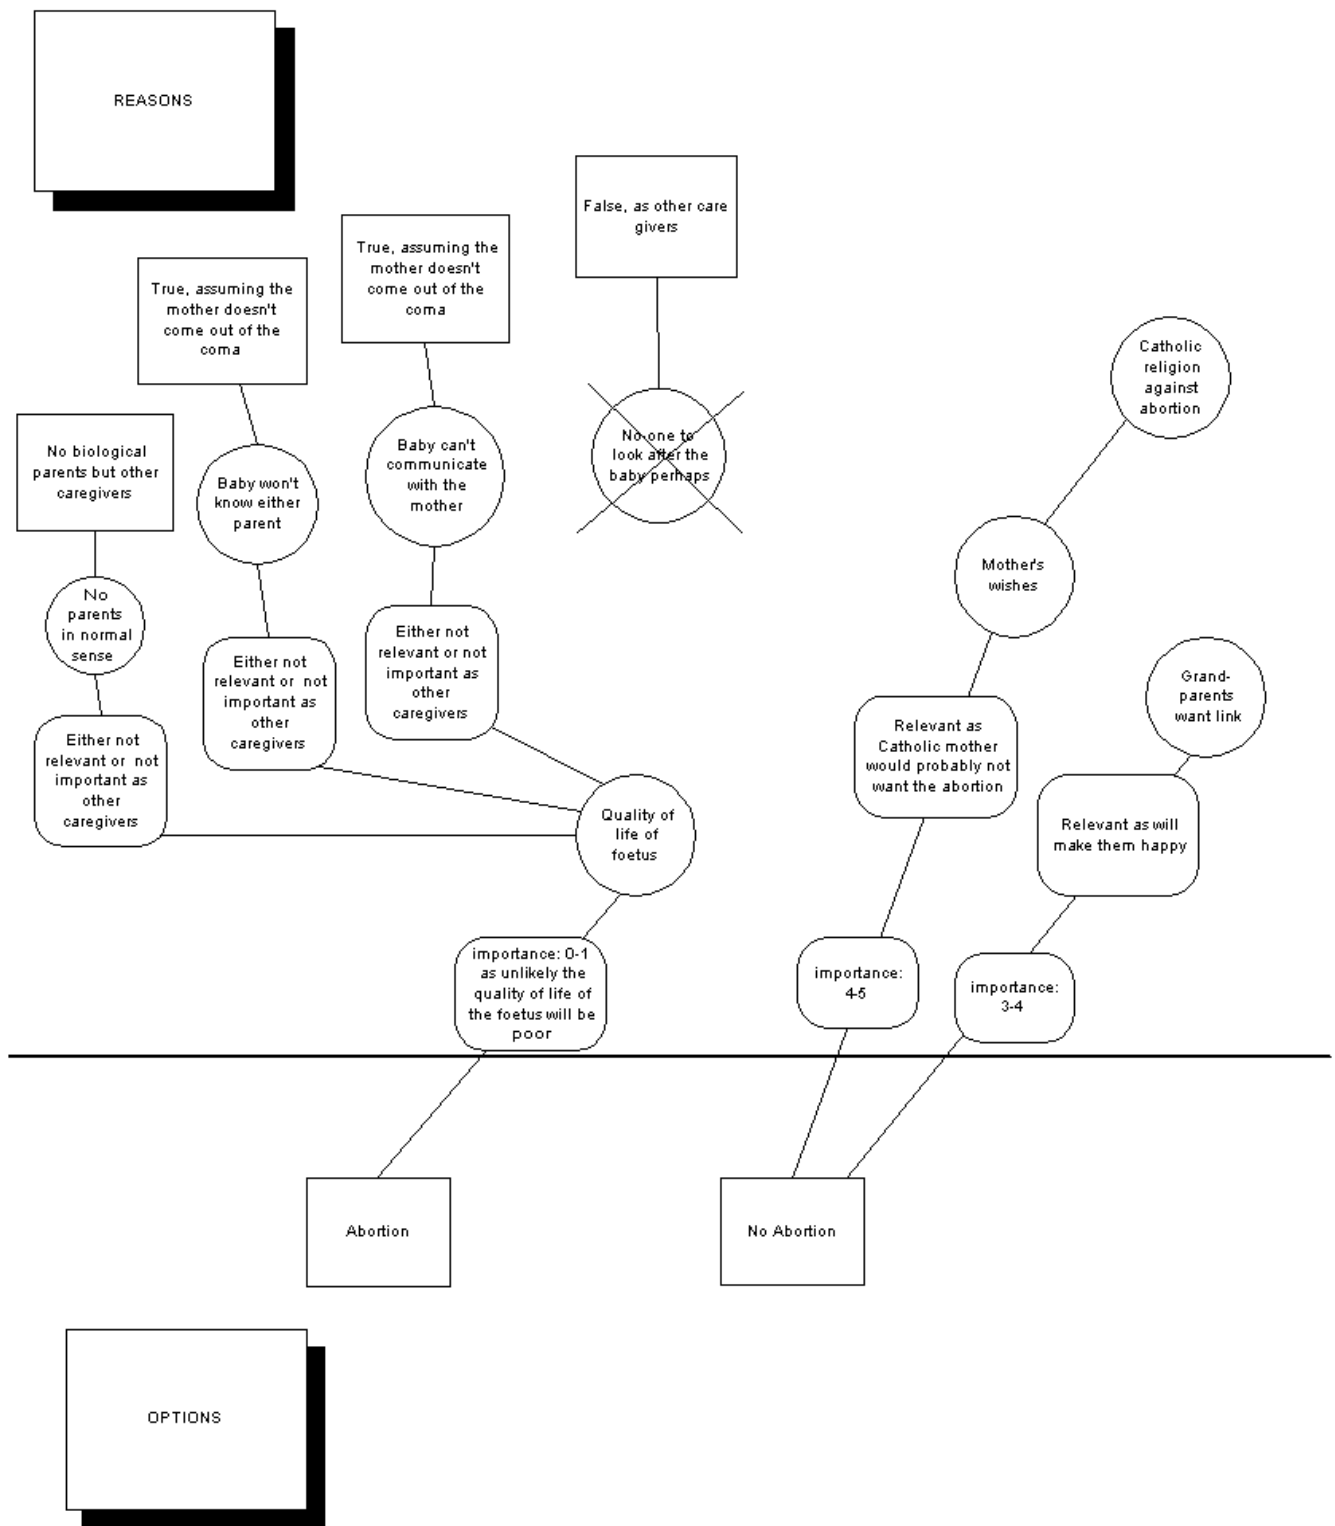 REASONS
False, as other care
givers
True, assuming the
mother doesn't
come out of the
coma
True, assuming the
mother doesn't
come out of the
coma
Catholic
religion
against
abortion
No biological
parents but other
caregivers
Baby won't
know either
parent
Baby can't
communicate
with the
mother
No-one to
look after the
baby perhaps
Mother's
wishes
No
parents
in normal
sense
Either not
relevant or not
important as
other
caregivers
Either not
relevant or not
important as
other
caregivers
Either not
relevant or not
important as
other
caregivers
Grand-
parents
want link
Relevant as
Catholic mother
would probably not
want the abortion
Quality of
life of
foetus
Relevant as will
make them happy
importance: 0-1
as unlikely the
quality of life of
the foetus will be
poor
importance:
4-5
importance:
3-4
Abortion
No Abortion
OPTIONS